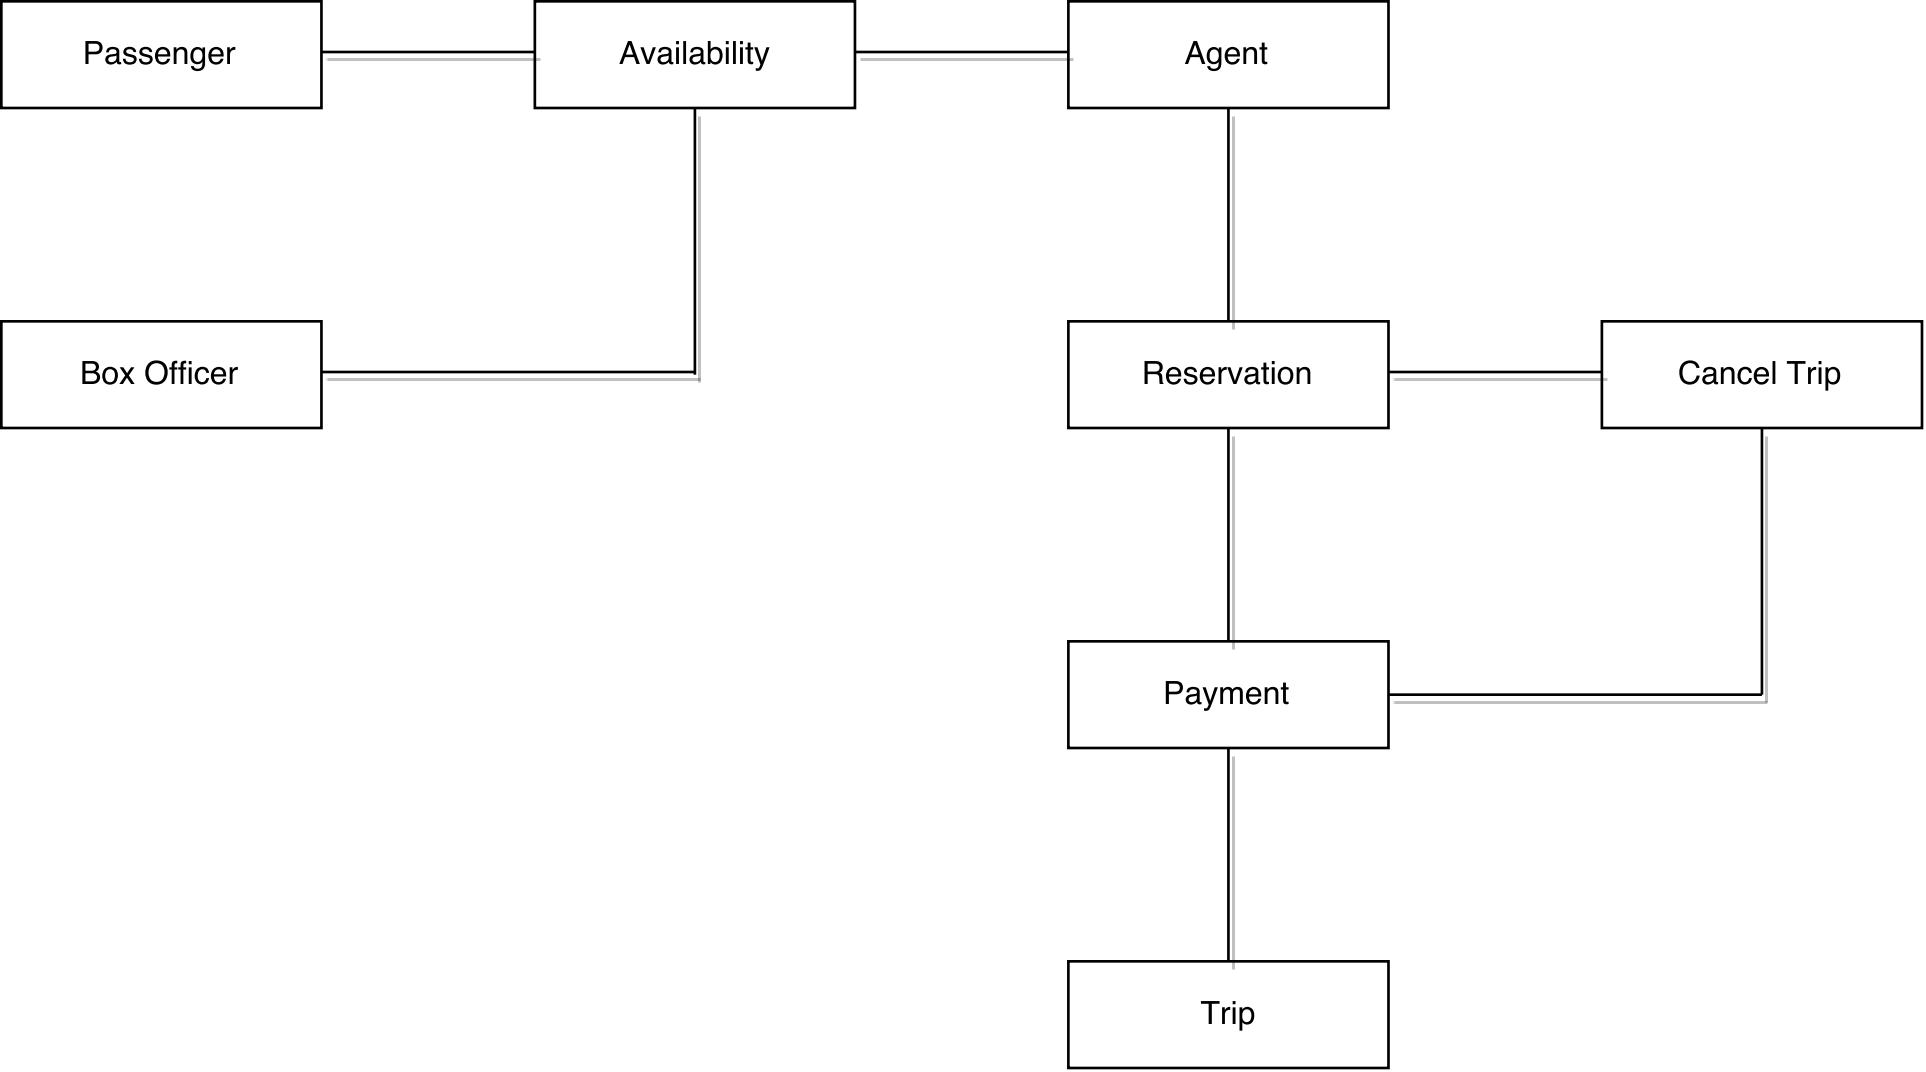 Passenger
Availability
Agent
Box Officer
Reservation
Cancel Trip
Payment
Trip